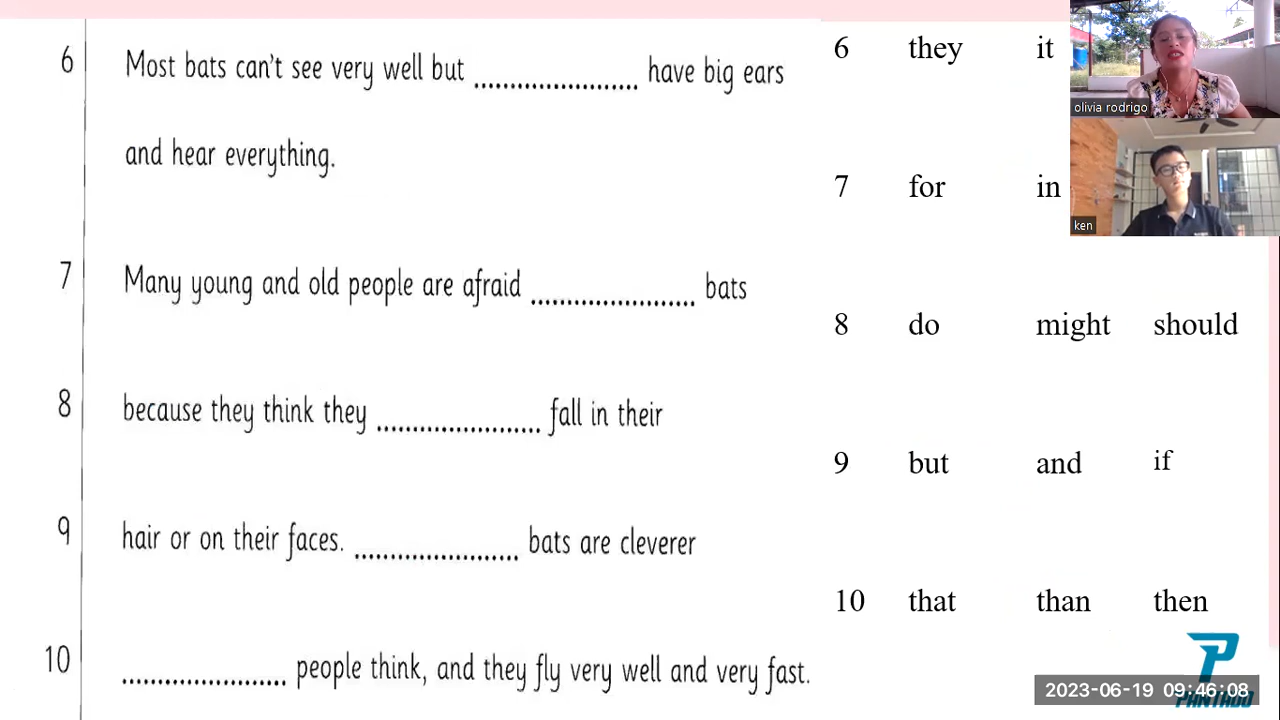 6 Most bats can't see very well but ........................ have big ears
and hear everything.
7 Many young and old people are afraid ........................ bats
8 because they think they ........................ fall in their
9 hair or on their faces. ........................ bats are cleverer
10 ........................ people think, and they fly very well and very fast.
6 they it
7 for in
8 do might should
9 but and if
10 that than then
olivia rodrigo
ken
2023-06-19 09:46:08
PANTADO